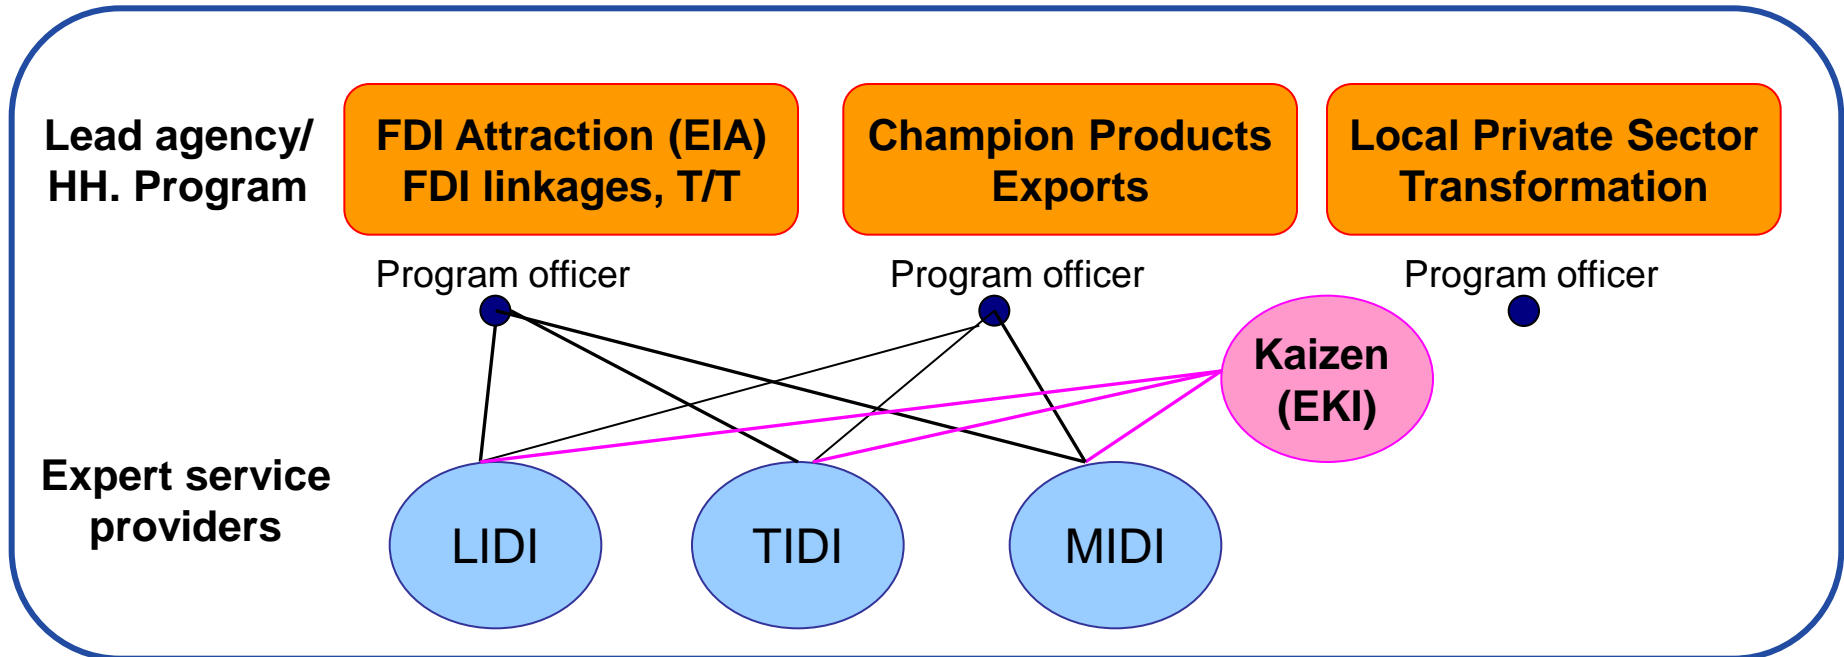 Lead agency/
HH. Program
FDI Attraction (EIA)
FDI linkages, T/T
Champion Products
Exports
Local Private Sector
Transformation
Program officer
Program officer
Program officer
Kaizen
(EKI)
Expert service
providers
LIDI
TIDI
MIDI